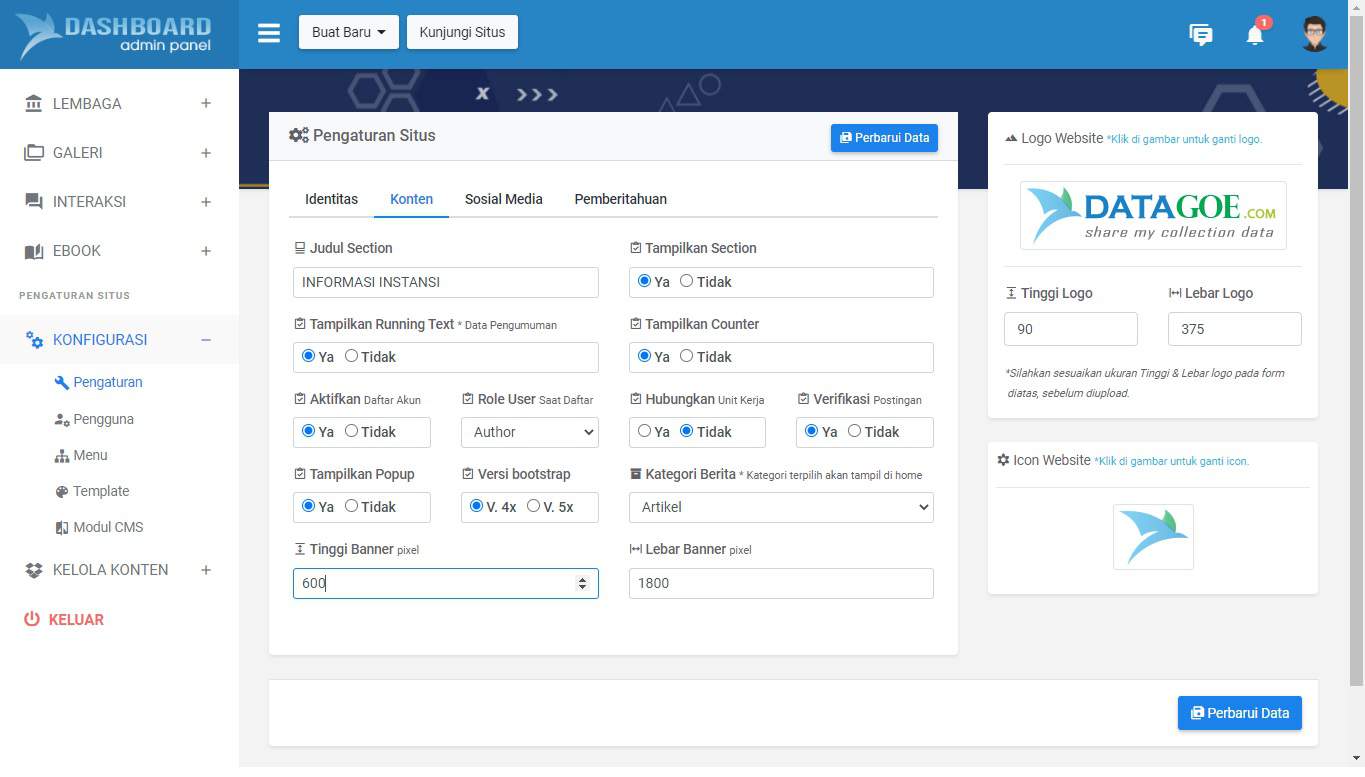 DASHBOARD
admin panel
Buat Baru
Kunjungi Situs
1
LEMBAGA
GALERI
INTERAKSI
EBOOK
PENGATURAN SITUS
KONFIGURASI
Pengaturan
Pengguna
Menu
Template
Modul CMS
KELOLA KONTEN
KELUAR
Pengaturan Situs
Perbarui Data
Identitas Konten Sosial Media Pemberitahuan
Judul Section
INFORMASI INSTANSI
Tampilkan Section
Ya Tidak
Tampilkan Running Text * Data Pengumuman
Ya Tidak
Tampilkan Counter
Ya Tidak
Aktifkan Daftar Akun
Ya Tidak
Role User Saat Daftar
Author
Hubungkan Unit Kerja
Ya Tidak
Verifikasi Postingan
Ya Tidak
Tampilkan Popup
Ya Tidak
Versi bootstrap
V. 4x V. 5x
Kategori Berita * Kategori terpilih akan tampil di home
Artikel
Tinggi Banner pixel
600
Lebar Banner pixel
1800
Logo Website *Klik di gambar untuk ganti logo.
DATAGOE.COM
share my collection data
Tinggi Logo
90
Lebar Logo
375
*Silahkan sesuaikan ukuran Tinggi & Lebar logo pada form
diatas, sebelum diupload.
Icon Website *Klik di gambar untuk ganti icon.
Perbarui Data